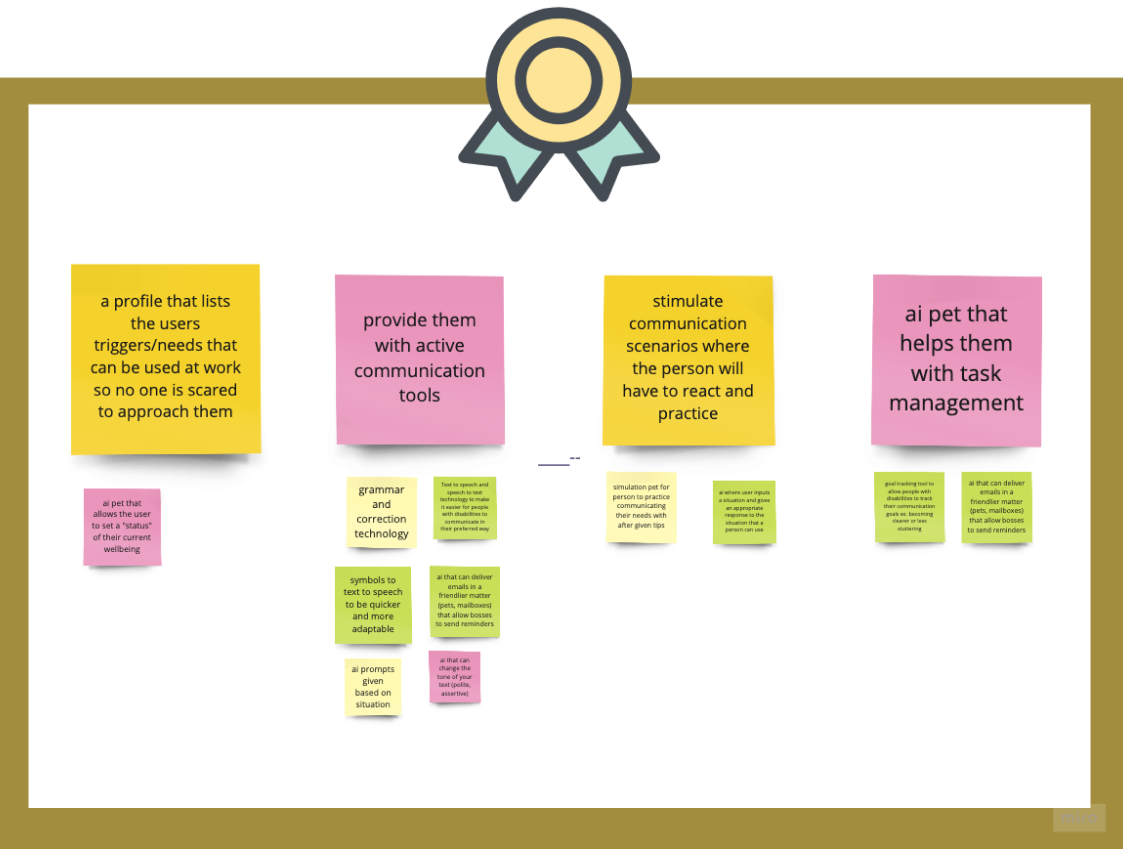 a profile that lists
the users
triggers/needs that
can be used at work
so no one is scared
to approach them
provide them
with active
communication
tools
stimulate
communication
scenarios where
the person will
have to react and
practice
ai pet that
helps them
with task
management
ai pet that
allows the user
to set a "status"
of their current
wellbeing
grammar
and
correction
technology
Text to speech and
speech to text
technology to make
it easier for people
with disabilities to
communicate in
their preferred way
symbols to
text to speech
to be quicker
and more
adaptable
ai that can deliver
emails in a
friendlier matter
(pets, mailboxes)
that allow bosses
to send reminders
ai prompts
given
based on
situation
ai that can
change the
tone of your
text (polite,
assertive)
simulation pet for
person to practice
communicating
their needs with
after given tips
ai where user inputs
a situation and gives
an appropriate
response to the
situation that a
person can use
goal tracking tool to
allow people with
disabilities to track
their communication
goals ex. becoming
clearer or less
stuttering
ai that can deliver
emails in a
friendlier matter
(pets, mailboxes)
that allow bosses
to send reminders